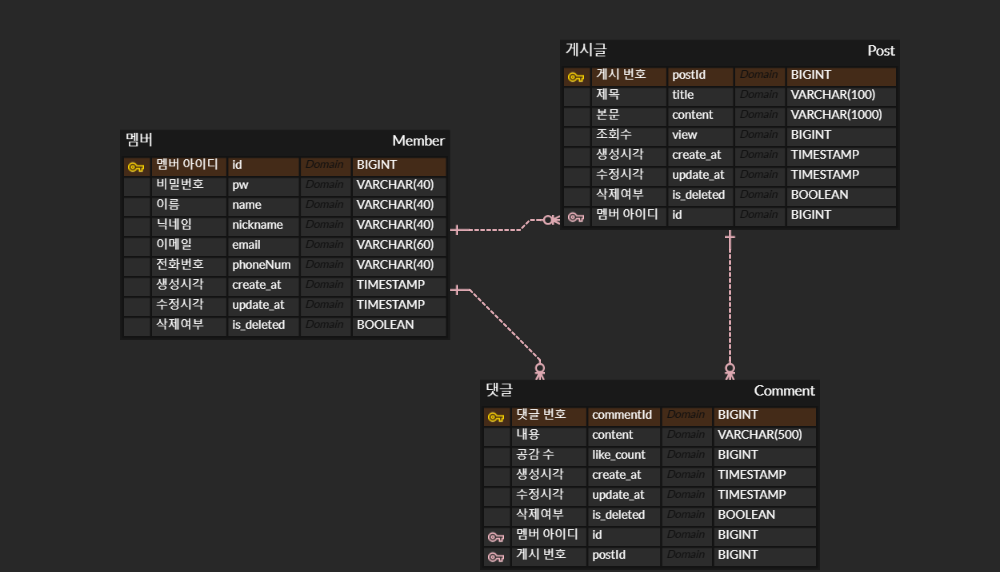 멤버 Member
멤버 아이디 id Domain BIGINT
비밀번호 pw Domain VARCHAR(40)
이름 name Domain VARCHAR(40)
닉네임 nickname Domain VARCHAR(40)
이메일 email Domain VARCHAR(60)
전화번호 phoneNum Domain VARCHAR(40)
생성시각 create_at Domain TIMESTAMP
수정시각 update_at Domain TIMESTAMP
삭제여부 is_deleted Domain BOOLEAN
게시글 Post
게시 번호 postId Domain BIGINT
제목 title Domain VARCHAR(100)
본문 content Domain VARCHAR(1000)
조회수 view Domain BIGINT
생성시각 create_at Domain TIMESTAMP
수정시각 update_at Domain TIMESTAMP
삭제여부 is_deleted Domain BOOLEAN
멤버 아이디 id Domain BIGINT
댓글 Comment
댓글 번호 commentId Domain BIGINT
내용 content Domain VARCHAR(500)
공감 수 like_count Domain BIGINT
생성시각 create_at Domain TIMESTAMP
수정시각 update_at Domain TIMESTAMP
삭제여부 is_deleted Domain BOOLEAN
멤버 아이디 id Domain BIGINT
게시 번호 postId Domain BIGINT